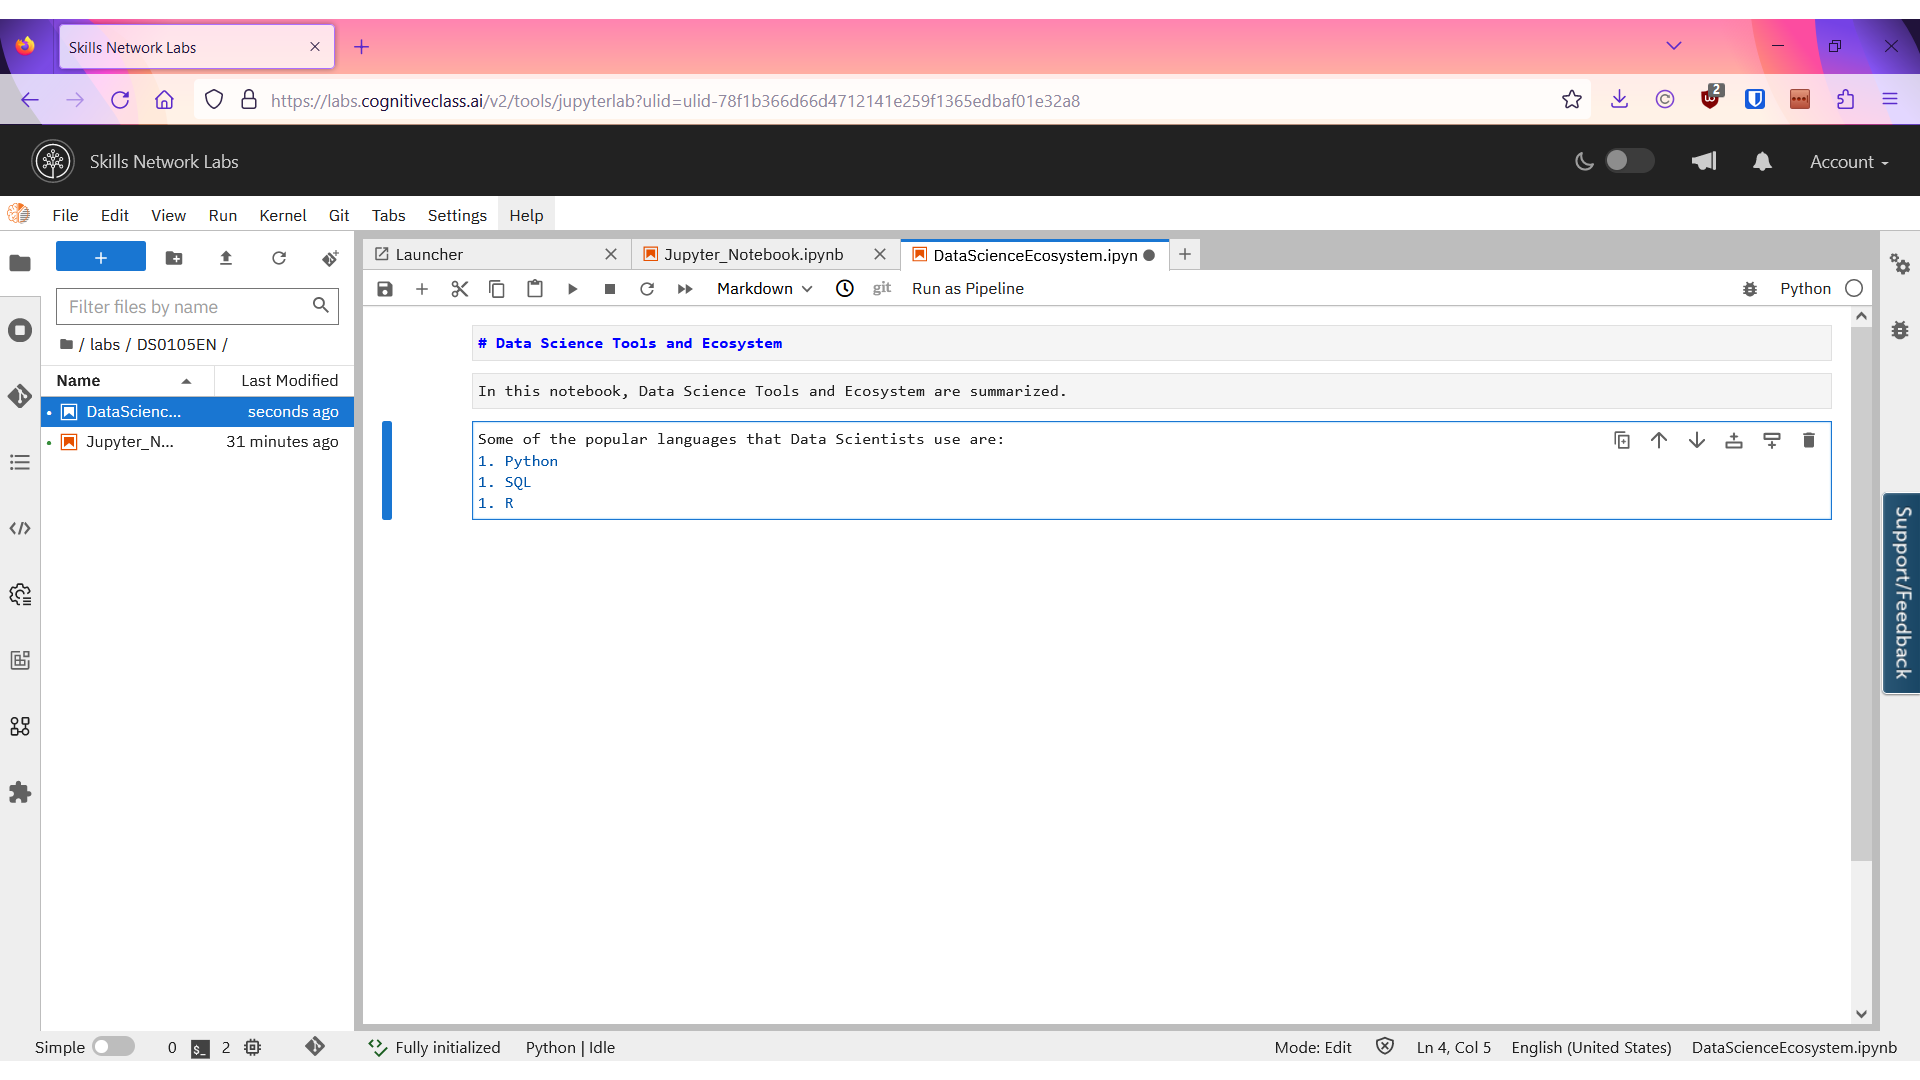 Skills Network Labs
https://labs.cognitiveclass.ai/v2/tools/jupyterlab?ulid=ulid-78f1b366d66d4712141e259f1365edbaf01e32a8
2
Skills Network Labs
Account
File Edit View Run Kernel Git Tabs Settings Help
Launcher Jupyter_Notebook.ipynb DataScienceEcosystem.ipyn
Markdown git Run as Pipeline Python
Filter files by name
/ labs / DS0105EN /
Name Last Modified
DataScienc... seconds ago
Jupyter_N... 31 minutes ago
# Data Science Tools and Ecosystem
In this notebook, Data Science Tools and Ecosystem are summarized.
Some of the popular languages that Data Scientists use are:
1. Python
1. SQL
1. R
Support/Feedback
Simple 0 $_ 2 Fully initialized Python | Idle Mode: Edit Ln 4, Col 5 English (United States) DataScienceEcosystem.ipynb